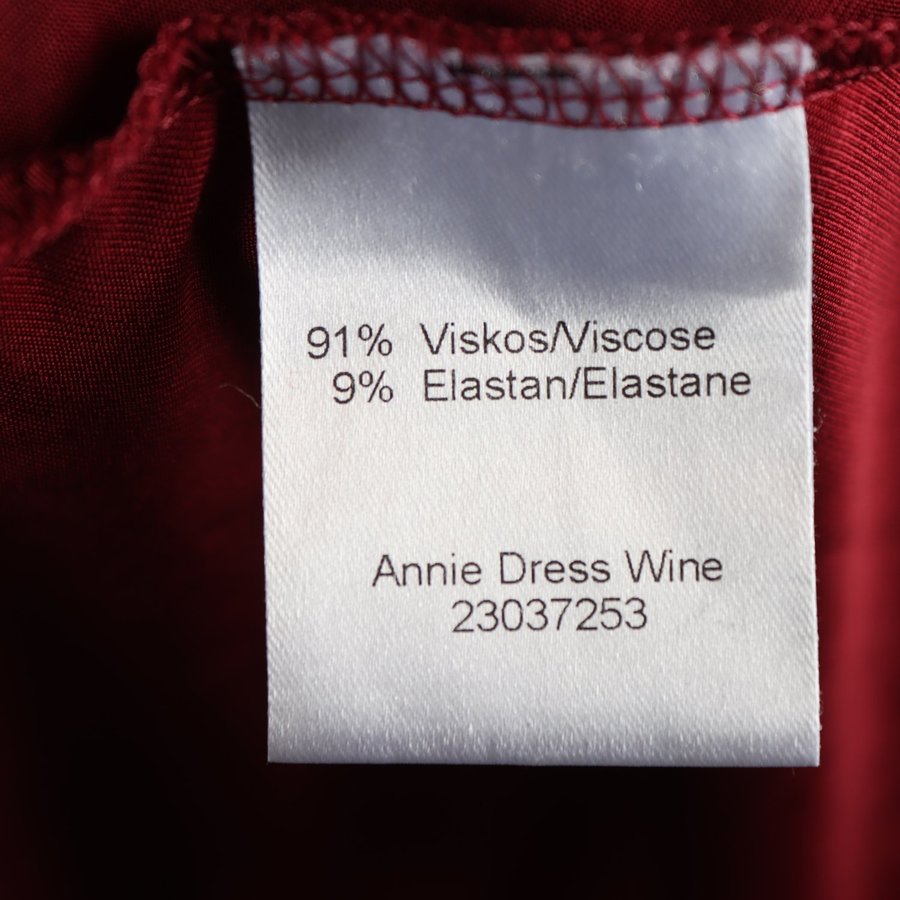 91% Viskos/Viscose
9% Elastan/Elastane
Annie Dress Wine
23037253